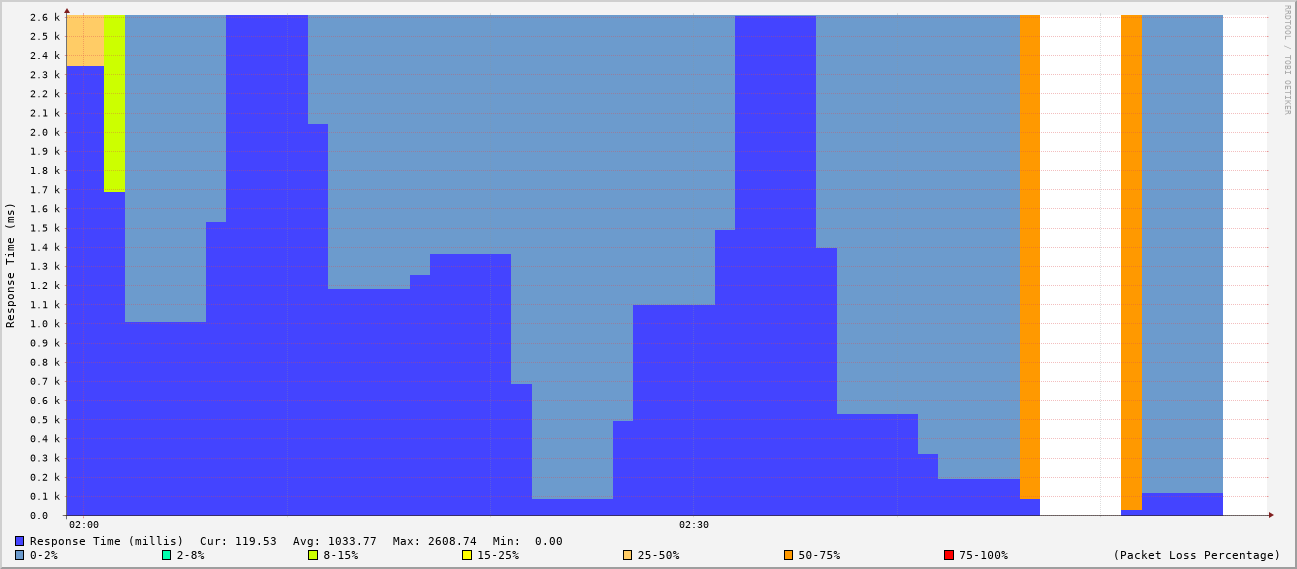 RRDTOOL / TOBI OETIKER
Response Time (ms)
2.6 k
2.5 k
2.4 k
2.3 k
2.2 k
2.1 k
2.0 k
1.9 k
1.8 k
1.7 k
1.6 k
1.5 k
1.4 k
1.3 k
1.2 k
1.1 k
1.0 k
0.9 k
0.8 k
0.7 k
0.6 k
0.5 k
0.4 k
0.3 k
0.2 k
0.1 k
0.0
02:00 02:30
Response Time (millis) Cur: 119.53 Avg: 1033.77 Max: 2608.74 Min: 0.00
0-2% 2-8% 8-15% 15-25% 25-50% 50-75% 75-100% (Packet Loss Percentage)